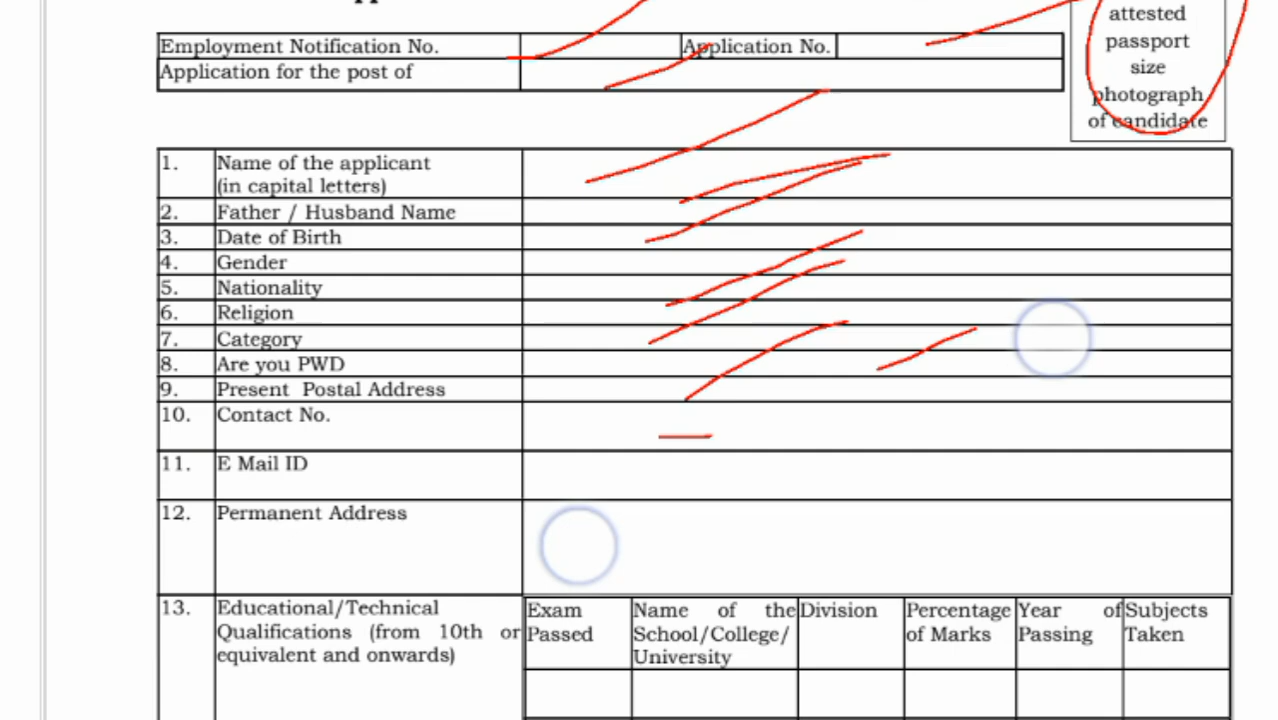 attested
passport
size
photograph
of candidate
Employment Notification No. Application No.
Application for the post of
1. Name of the applicant
(in capital letters)
2. Father / Husband Name
3. Date of Birth
4. Gender
5. Nationality
6. Religion
7. Category
8. Are you PWD
9. Present Postal Address
10. Contact No.
11. E Mail ID
12. Permanent Address
13. Educational/Technical
Qualifications (from 10th or
equivalent and onwards)
Exam
Passed
Name of the
School/College/
University
Division
Percentage
of Marks
Year of
Passing
Subjects
Taken